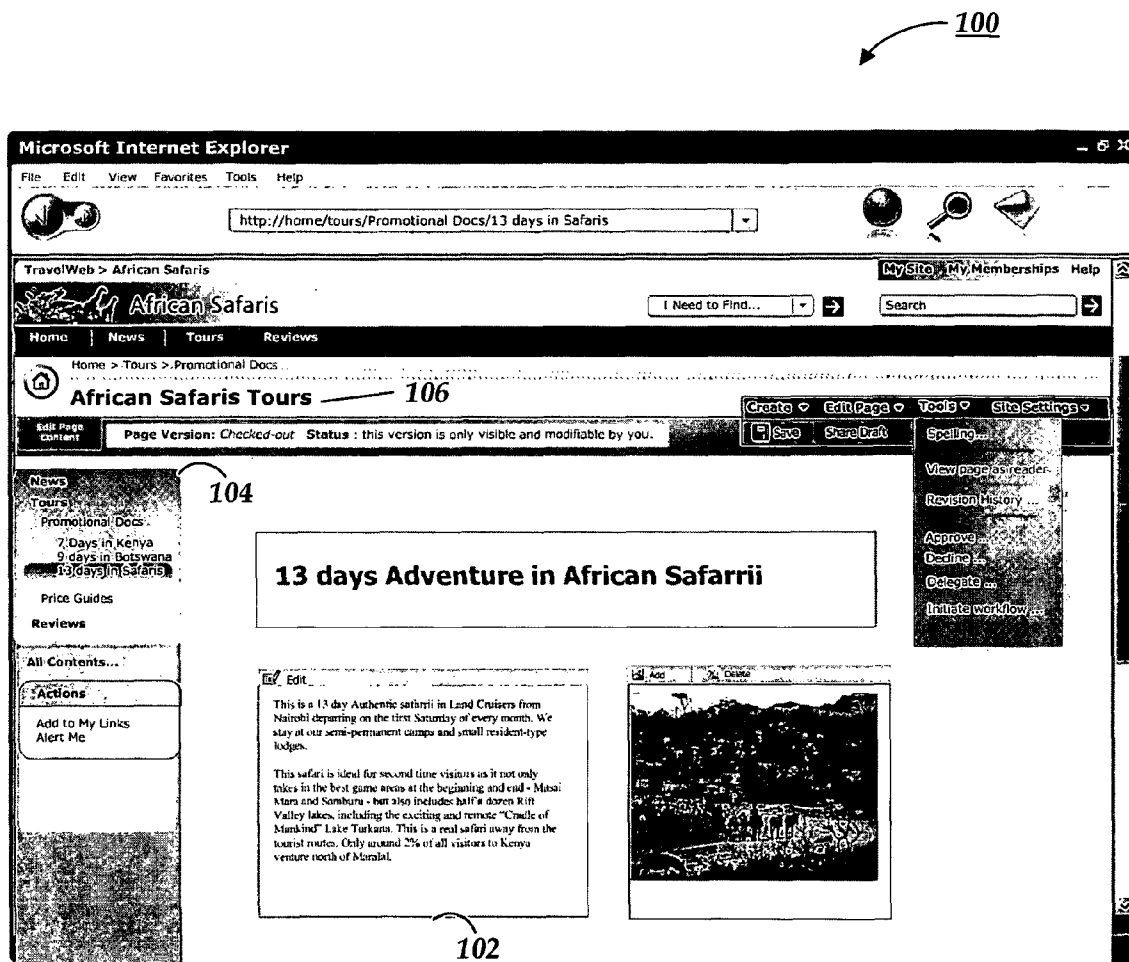 100
Microsoft Internet Explorer
File Edit View Favorites Tools Help
http://home/tours/Promotional Docs/13 days in Safaris
TravelWeb > African Safaris
My Site My Memberships Help
African Safaris
I Need to Find...
Search
Home News Tours Reviews
Home > Tours > Promotional Docs
African Safaris Tours
106
Create Edit Page Tools Site Settings
Edit Page Content
Page Version: Checked-out Status : this version is only visible and modifiable by you.
Save Share Draft
Spelling...
View page as reader
Revision History ...
Approve ...
Decline ...
Delegate ...
Initiate workflow ...
104
News
Tours
Promotional Docs
7 Days in Kenya
9 days in Botswana
13 days in Safaris
Price Guides
Reviews
All Contents...
Actions
Add to My Links
Alert Me
13 days Adventure in African Safarrii
Edit
This is a 13 day Authentic safarrii in Land Cruisers from
Nairobi departing on the first Saturday of every month. We
stay at our semi-permanent camps and small resident-type
lodges.
This safari is ideal for second time visitors as it not only
takes in the best game areas at the beginning and end - Masai
Mara and Samburu - but also includes half a dozen Rift
Valley lakes, including the exciting and remote "Cradle of
Mankind" Lake Turkana. This is a real safari away from the
tourist routes. Only around 2% of all visitors to Kenya
venture north of Maralal.
Add Delete
102